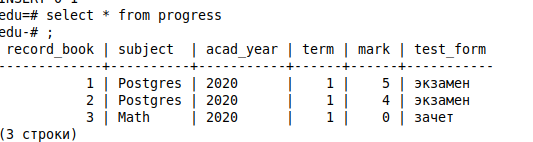 INSERT 0 1
edu=# select * from progress
edu-# ;
 record_book | subject  | acad_year | term | mark | test_form
-------------+----------+-----------+------+------+-----------
           1 | Postgres | 2020      |    1 |    5 | экзамен
           2 | Postgres | 2020      |    1 |    4 | экзамен
           3 | Math     | 2020      |    1 |    0 | зачет
(3 строки)